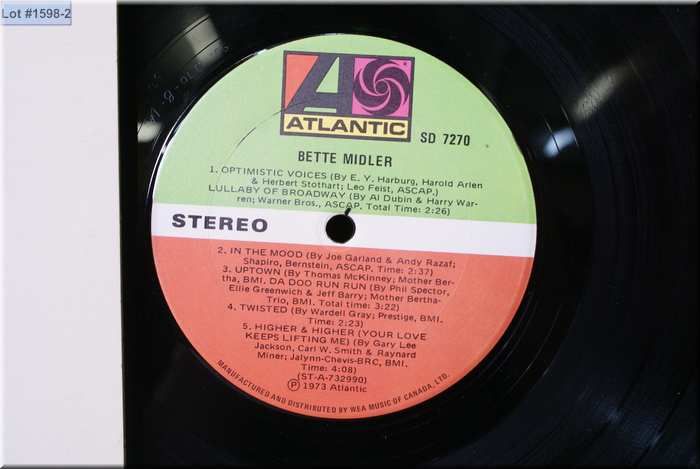 Lot #1598-2
A
ATLANTIC
SD 7270
BETTE MIDLER
1. OPTIMISTIC VOICES (By E. Y. Harburg, Harold Arlen
& Herbert Stothart; Leo Feist, ASCAP.)
LULLABY OF BROADWAY (By Al Dubin & Harry War-
ren; Warner Bros., ASCAP. Total Time: 2:26)
STEREO
2. IN THE MOOD (By Joe Garland & Andy Razaf;
Shapiro, Bernstein, ASCAP. Time: 2:37)
3. UPTOWN (By Thomas McKinney; Mother Ber-
tha, BMI. DA DOO RUN RUN (By Phil Spector,
Ellie Greenwich & Jeff Barry; Mother Bertha-
Trio, BMI. Total time: 3:22)
4. TWISTED (By Wardell Gray; Prestige, BMI.
Time: 2:23)
5. HIGHER & HIGHER (YOUR LOVE
KEEPS LIFTING ME) (By Gary Lee
Jackson, Carl W. Smith & Raynard
Miner; Jalynn-Chevis-BRC, BMI.
Time: 4:08)
(ST-A-732990)
Ⓟ 1973 Atlantic
MANUFACTURED AND DISTRIBUTED BY WEA MUSIC OF CANADA, LTD.